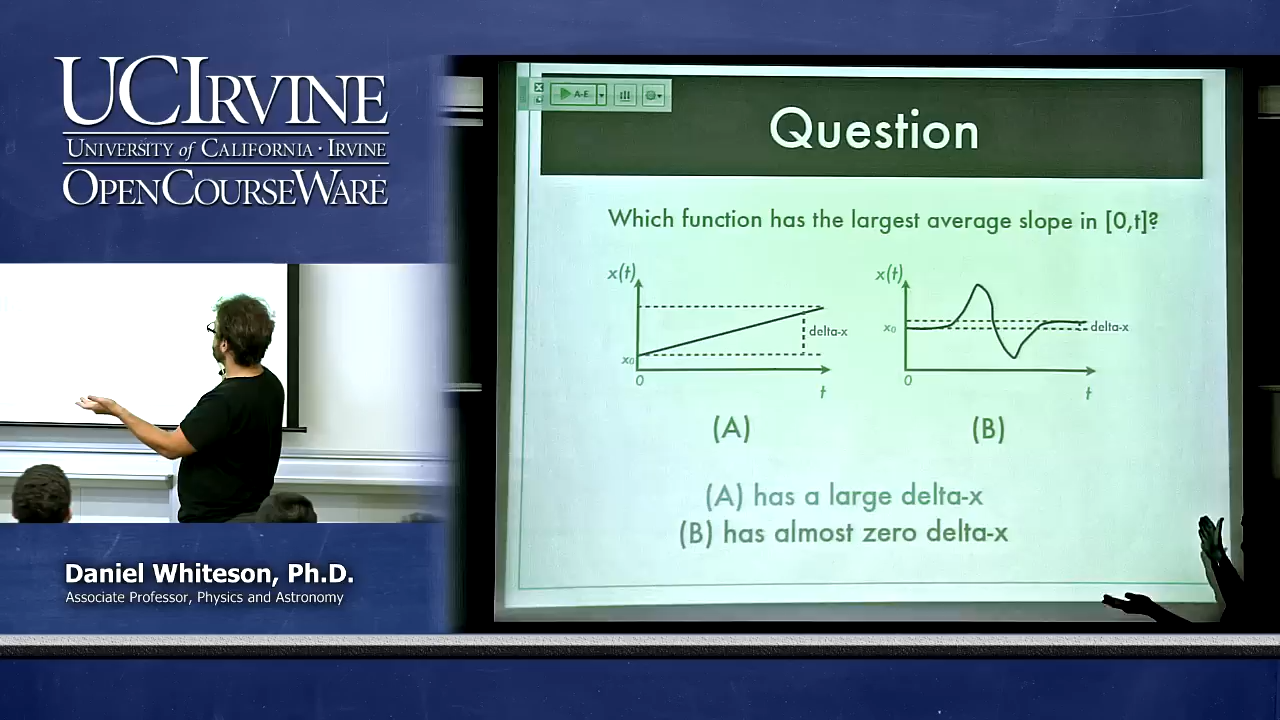 UCIRVINE
UNIVERSITY of CALIFORNIA · IRVINE
OPENCOURSEWARE
Daniel Whiteson, Ph.D.
Associate Professor, Physics and Astronomy
A-E
Question
Which function has the largest average slope in [0,t]?
x(t)
delta-x
x₀
0
t
(A)
x(t)
x₀
delta-x
0
t
(B)
(A) has a large delta-x
(B) has almost zero delta-x